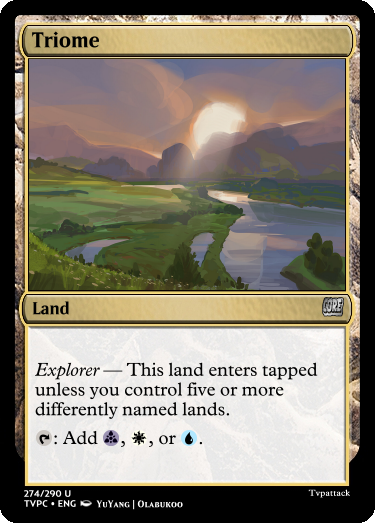 Triome
Land
CORE
Explorer — This land enters tapped
unless you control five or more
differently named lands.
: Add , , or .
274/290 U
TVPC • ENG YuYang | Olabukoo
Tvpattack